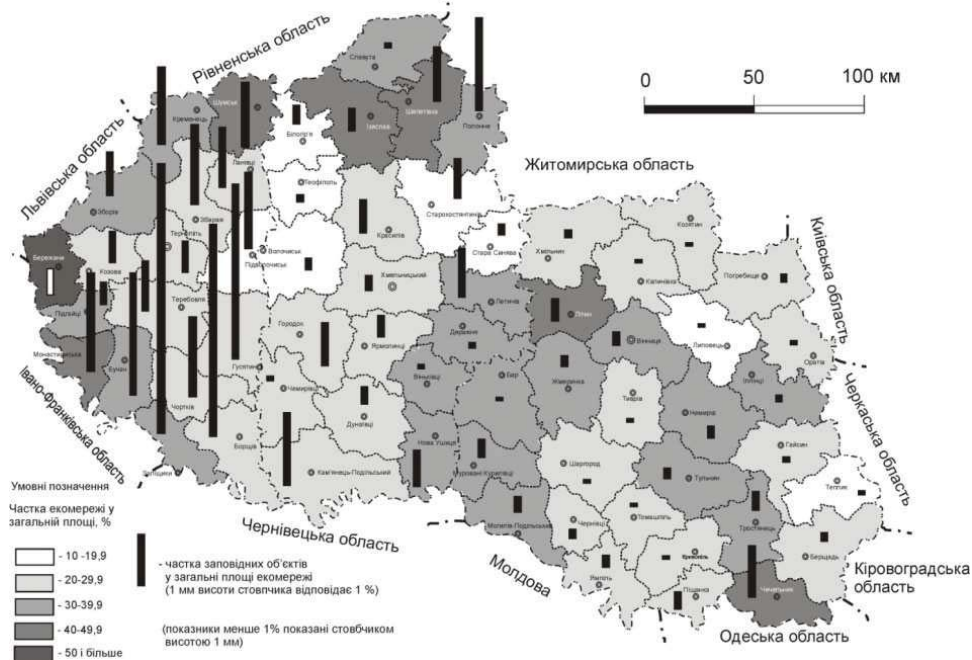 Рівненська область
Славута
0
50
100 км
Шумськ
Шепетівка
Кременець
Ізяслав
Полонне
Білогір'я
Львівська область
Житомирська область
Ланівці
Теофіполь
Зборів
Збараж
Старокостянтинів
Козятин
Київська область
Тернопіль
Красилів
Бережани
Козова
Волочиськ
Підволочиськ
Стара Синява
Хмільник
Калинівка
Погребище
Хмельницький
Підгайці
Теребовля
Летичів
Літин
Городок
Деражня
Вінниця
Липовець
Монастириська
Ярмолинці
Оратів
Бучач
Гусятин
Чемирівці
Віньківці
Бар
Жмеринка
Іллінці
Черкаська область
Івано-Франківська область
Чортків
Тиврів
Немирів
Дунаївці
Борщів
Нова Ушиця
Гайсин
Заліщики
Кам'янець-Подільський
Муровані Курилівці
Шаргород
Тульчин
Теплик
Умовні позначення
Частка екомережі у
загальній площі, %
Чернівецька область
Могилів-Подільський
Чернівці
Томашпіль
Тростянець
Бершадь
- 10 -19,9
- частка заповідних об'єктів
у загальні площі екомережі
(1 мм висоти стовпчика відповідає 1 %)
Молдова
Крижопіль
Кіровоградська
область
- 20-29,9
Ямпіль
Піщанка
Чечельник
- 30-39,9
- 40-49,9
(показники менше 1% показані стовбчиком
висотою 1 мм)
Одеська область
- 50 і більше